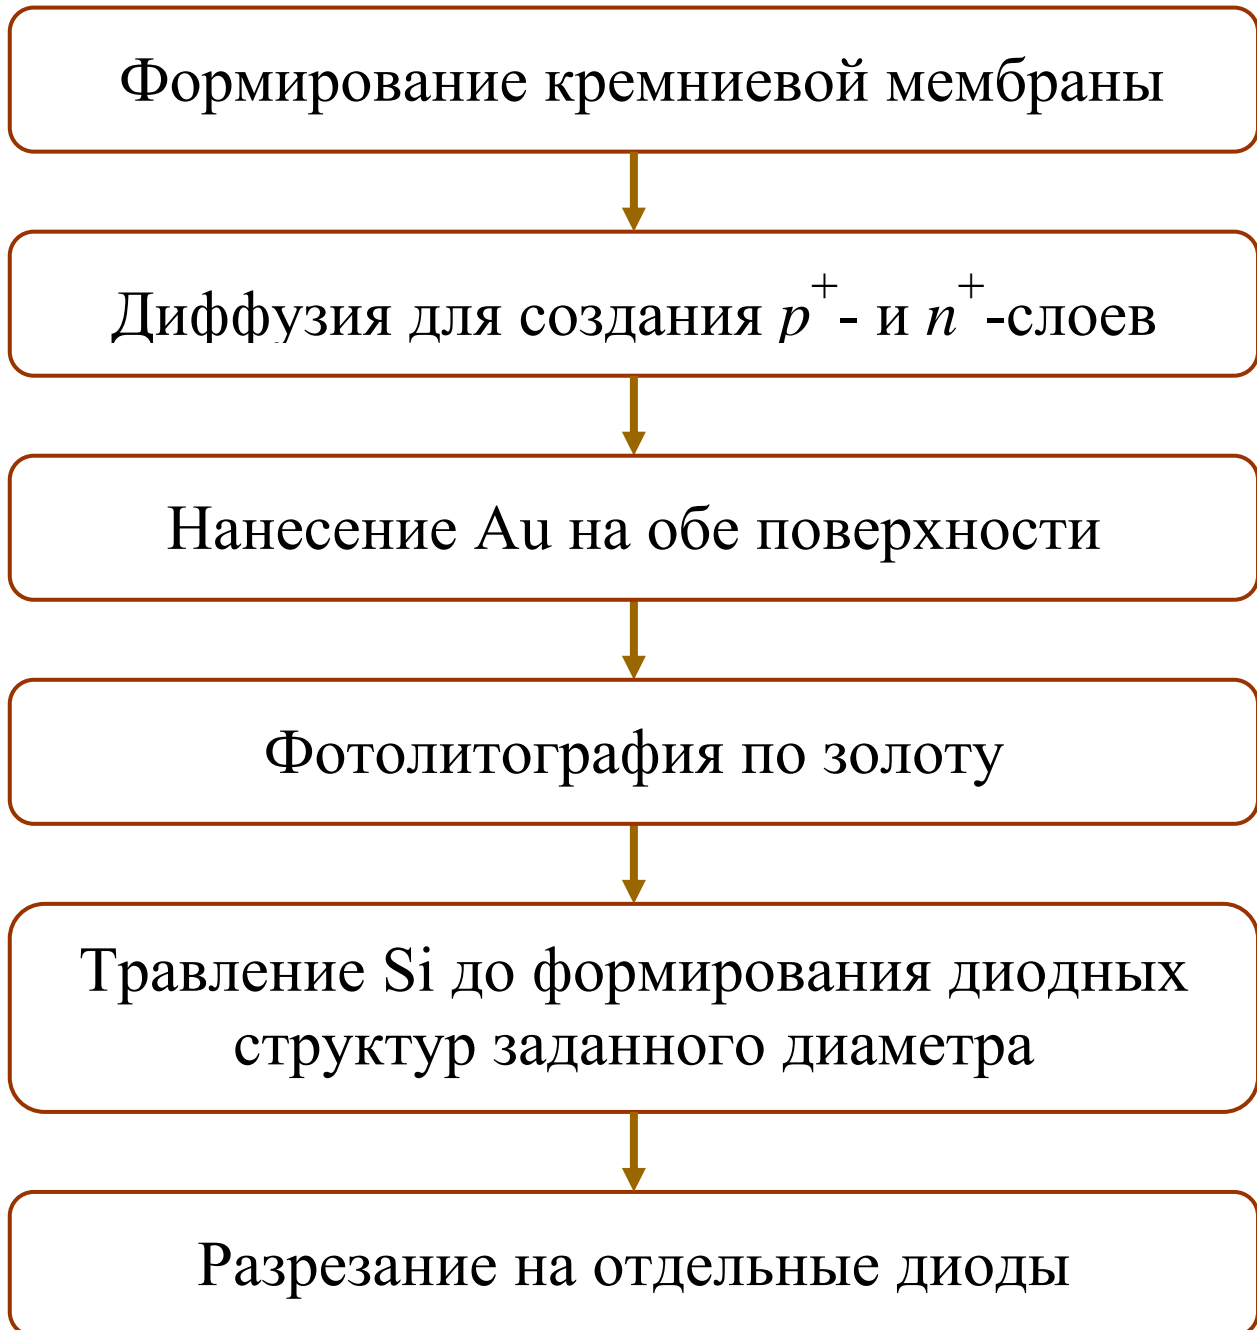 Формирование кремниевой мембраны
Диффузия для создания p⁺- и n⁺-слоев
Нанесение Au на обе поверхности
Фотолитография по золоту
Травление Si до формирования диодных
структур заданного диаметра
Разрезание на отдельные диоды